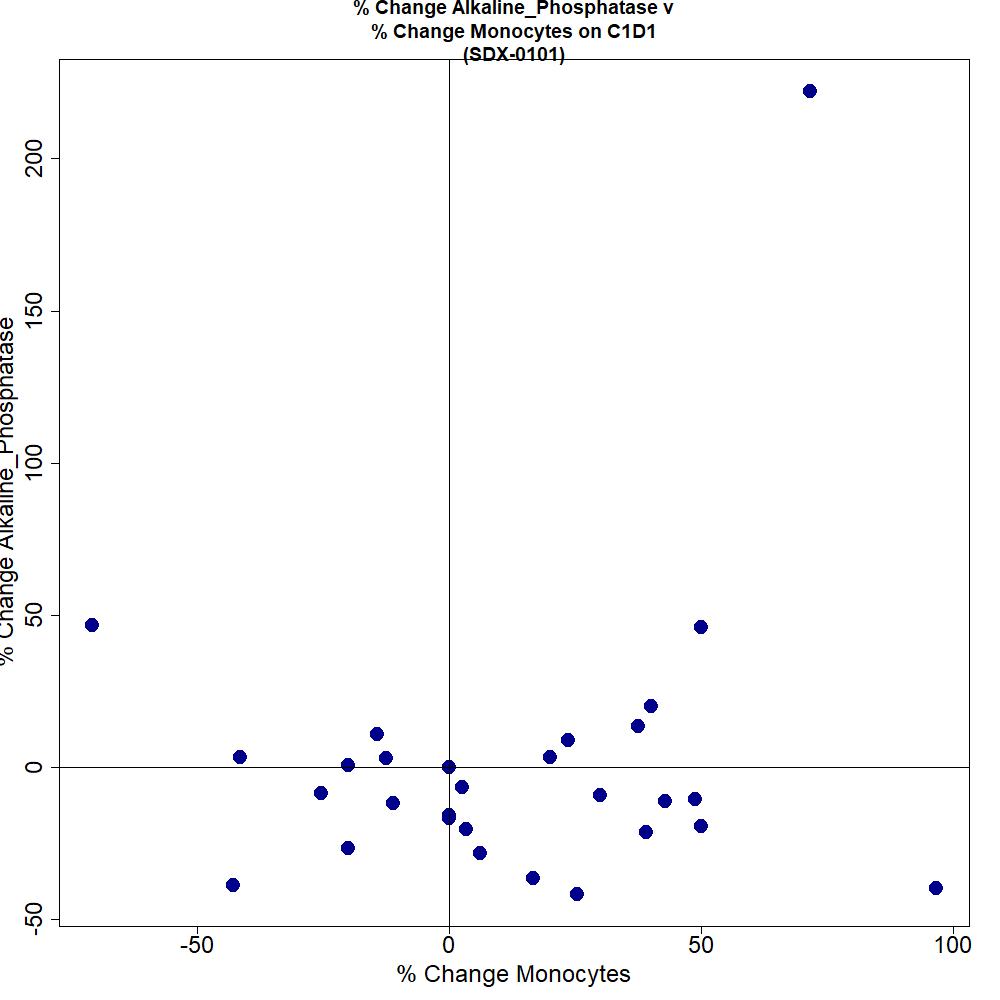 % Change Alkaline_Phosphatase v
% Change Monocytes on C1D1
(SDX-0101)
% Change Alkaline_Phosphatase
200
150
100
50
0
-50
-50
0
50
100
% Change Monocytes